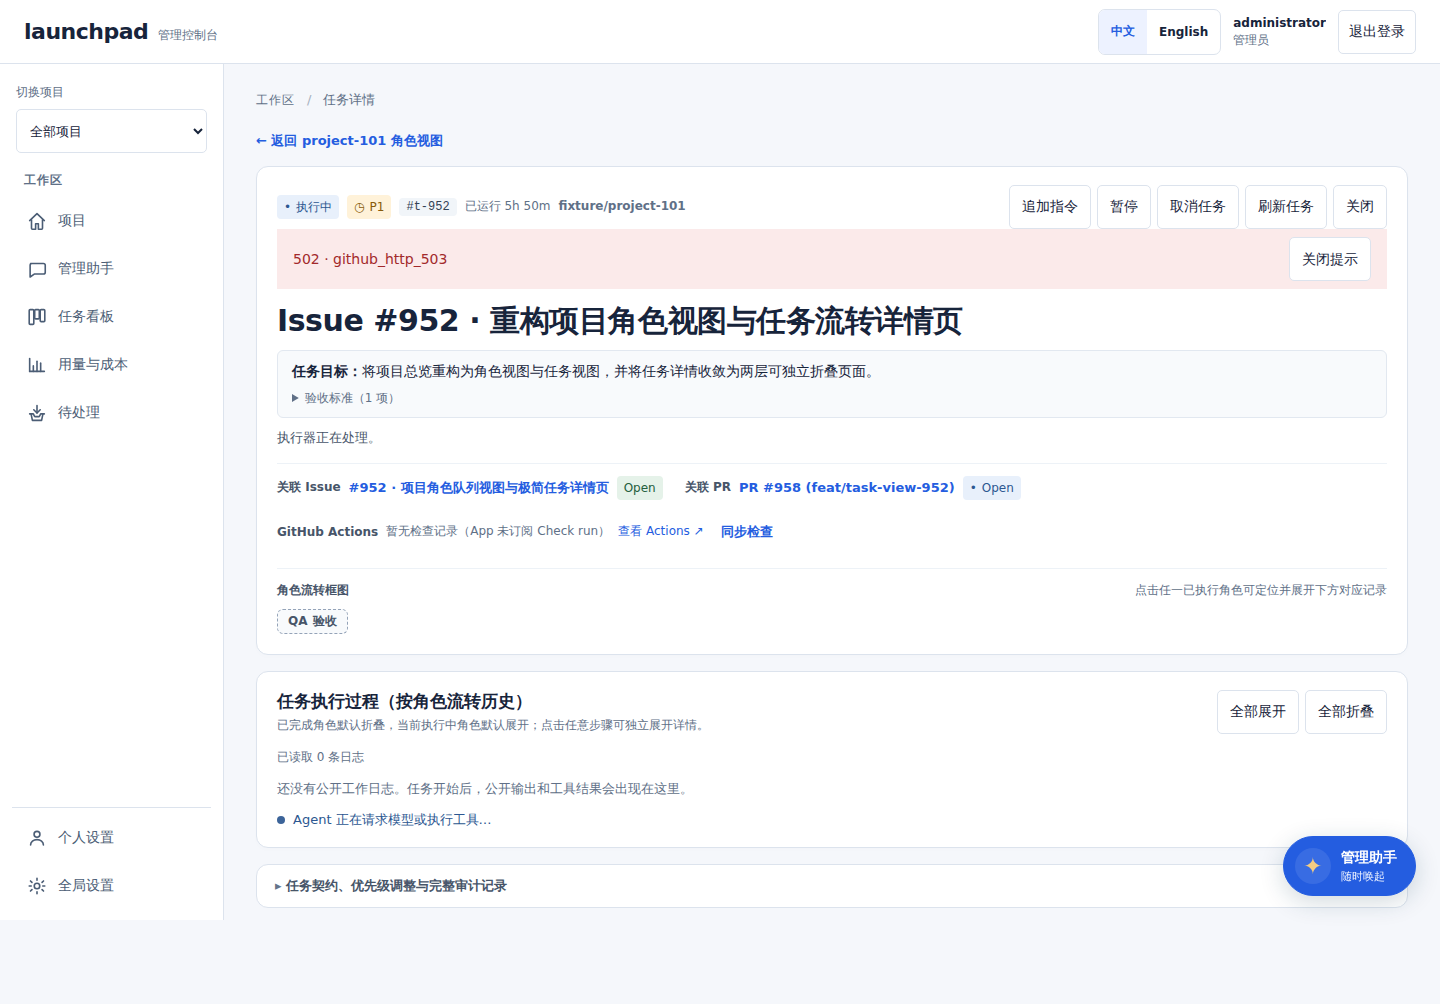 launchpad 管理控制台
中文 English administrator 管理员 退出登录
切换项目
全部项目
工作区
项目
管理助手
任务看板
用量与成本
待处理
个人设置
全局设置
工作区 / 任务详情
← 返回 project-101 角色视图
• 执行中 ◷ P1 #t-952 已运行 5h 50m fixture/project-101 追加指令 暂停 取消任务 刷新任务 关闭
502 · github_http_503 关闭提示
Issue #952 · 重构项目角色视图与任务流转详情页
任务目标：将项目总览重构为角色视图与任务视图，并将任务详情收敛为两层可独立折叠页面。
▶ 验收标准（1 项）
执行器正在处理。
关联 Issue #952 · 项目角色队列视图与极简任务详情页 Open 关联 PR PR #958 (feat/task-view-952) • Open
GitHub Actions 暂无检查记录（App 未订阅 Check run） 查看 Actions ↗ 同步检查
角色流转框图 点击任一已执行角色可定位并展开下方对应记录
QA 验收
任务执行过程（按角色流转历史） 全部展开 全部折叠
已完成角色默认折叠，当前执行中角色默认展开；点击任意步骤可独立展开详情。
已读取 0 条日志
还没有公开工作日志。任务开始后，公开输出和工具结果会出现在这里。
Agent 正在请求模型或执行工具…
▸ 任务契约、优先级调整与完整审计记录
管理助手
随时唤起